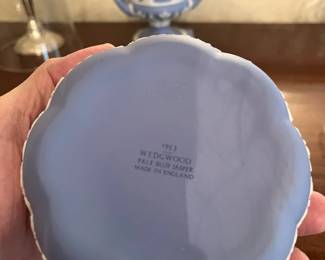 WEDGWOOD
PALE BLUE JASPER
MADE IN ENGLAND